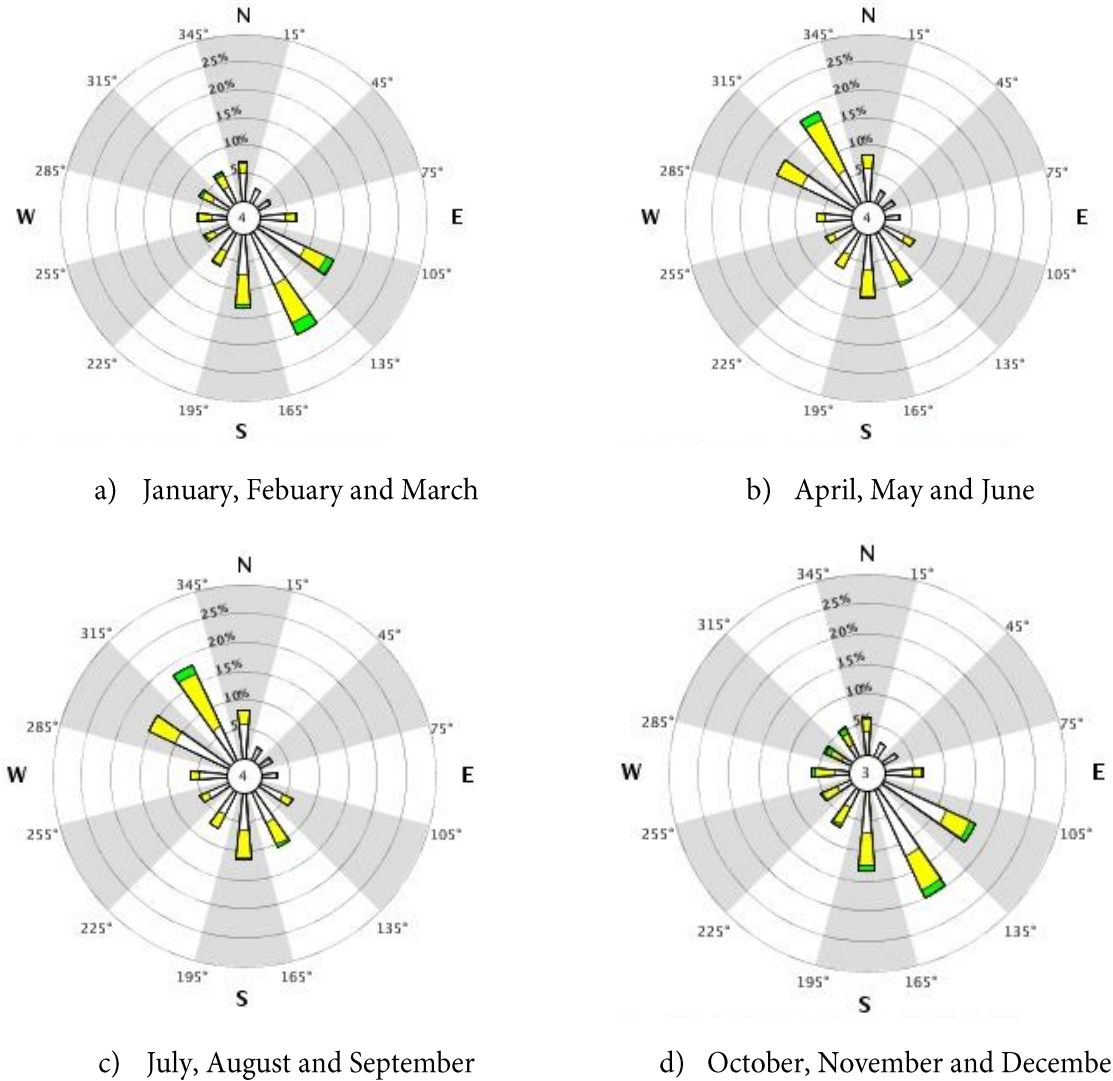 N
345° 15°
315° 25% 45°
20%
15%
285° 10% 75°
5
W 4 E
255° 105°
225° 135°
195° 165°
S
a) January, Febuary and March
N
345° 15°
315° 25% 45°
20%
15%
285° 10% 75°
5
W 4 E
255° 105°
225° 135°
195° 165°
S
b) April, May and June
N
345° 15°
25%
315° 45°
20%
15%
10%
285° 5 75°
W 4 E
255° 105°
225° 135°
195° 165°
S
c) July, August and September
N
345° 15°
25%
315° 45°
20%
15%
10%
285° 5% 75°
W 3 E
255° 105°
225° 135°
195° 165°
S
d) October, November and Decembe